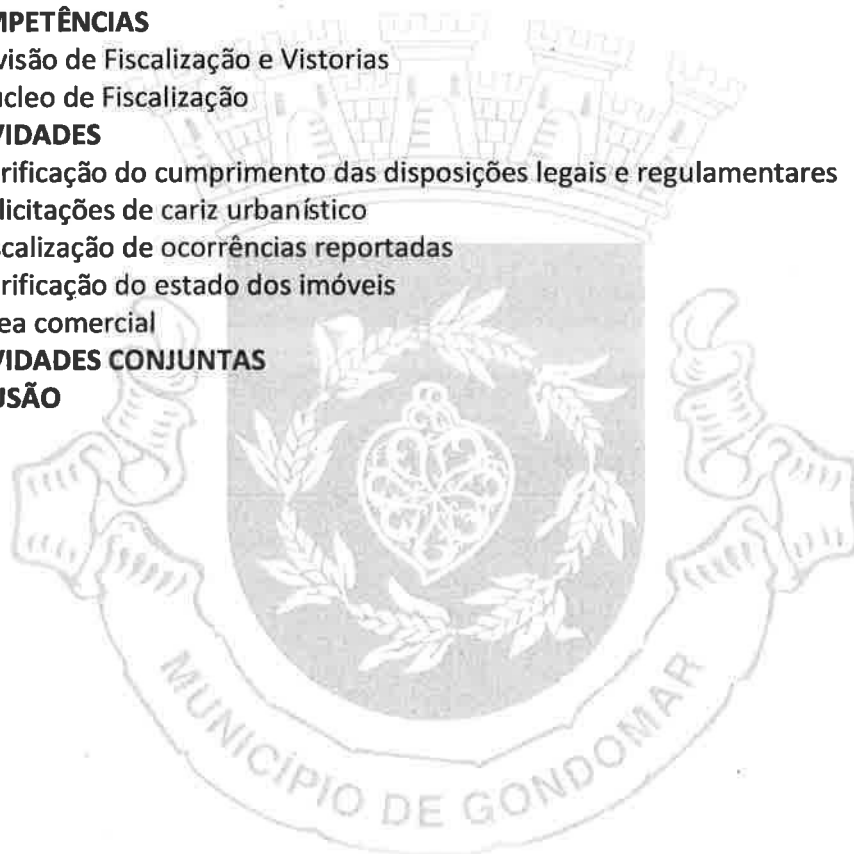 MPETÊNCIAS
visão de Fiscalização e Vistorias
úcleo de Fiscalização
VIDADES
rificação do cumprimento das disposições legais e regulamentares
licitações de cariz urbanístico
scalização de ocorrências reportadas
rificação do estado dos imóveis
ea comercial
VIDADES CONJUNTAS
USÃO
MUNICÍPIO DE GONDOMAR